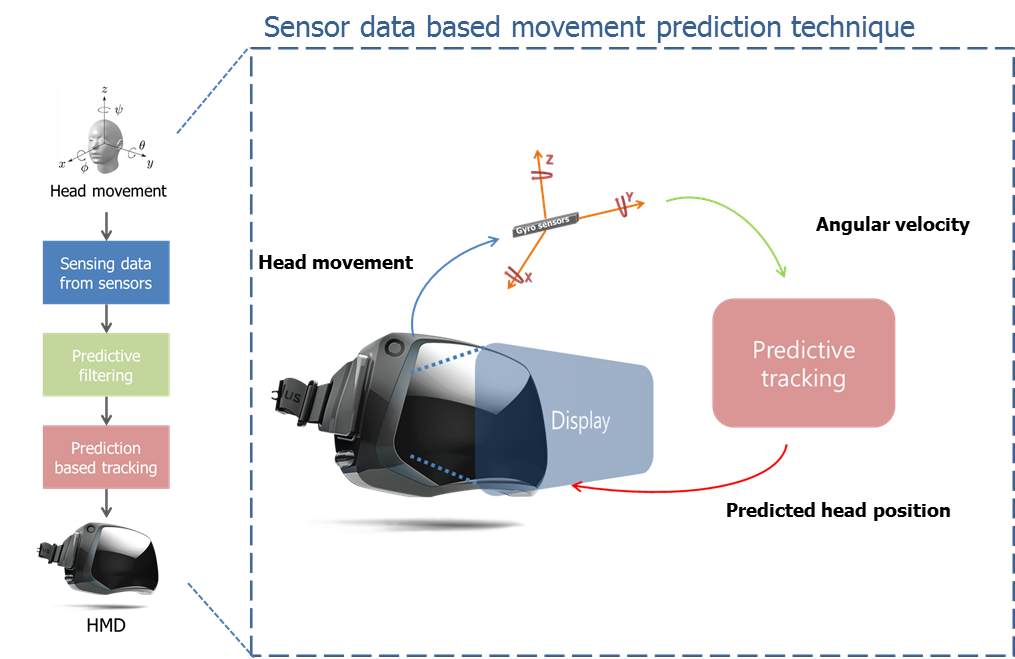 Sensor data based movement prediction technique
z
ψ
θ
x
ϕ
y
Head movement
Sensing data
from sensors
Predictive
filtering
Prediction
based tracking
HMD
Z
Y
Gyro sensors
X
Head movement
Angular velocity
Predictive
tracking
us
Display
Predicted head position